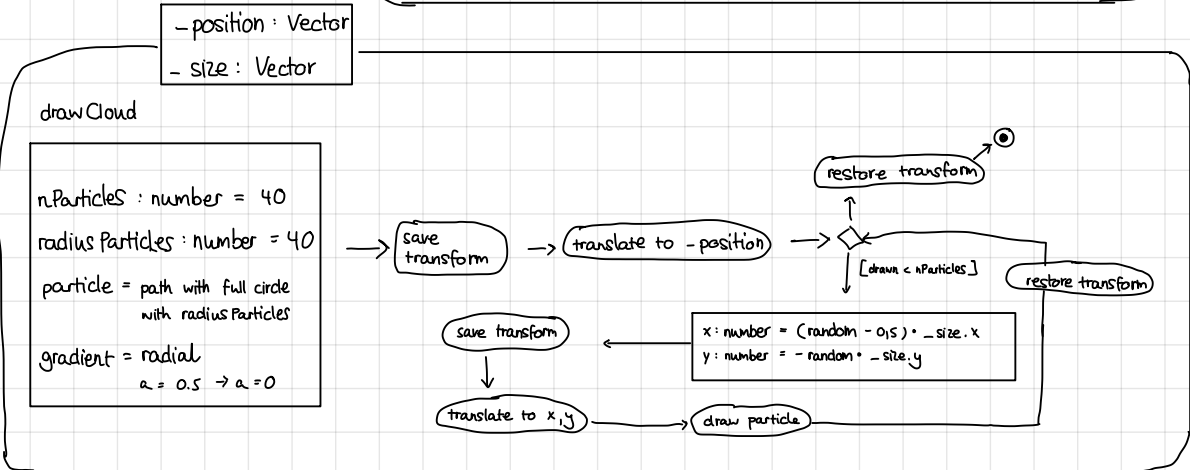 _position : Vector
_size : Vector
drawCloud
nParticles : number = 40
radiusParticles : number = 40
particle = path with full circle
with radiusParticles
gradient = radial
a = 0.5 → a = 0
save
transform
translate to _position
restore transform
[drawn < nParticles]
restore transform
x : number = (random - 0,5) · _size.x
y : number = - random · _size.y
save transform
translate to x,y
draw particle